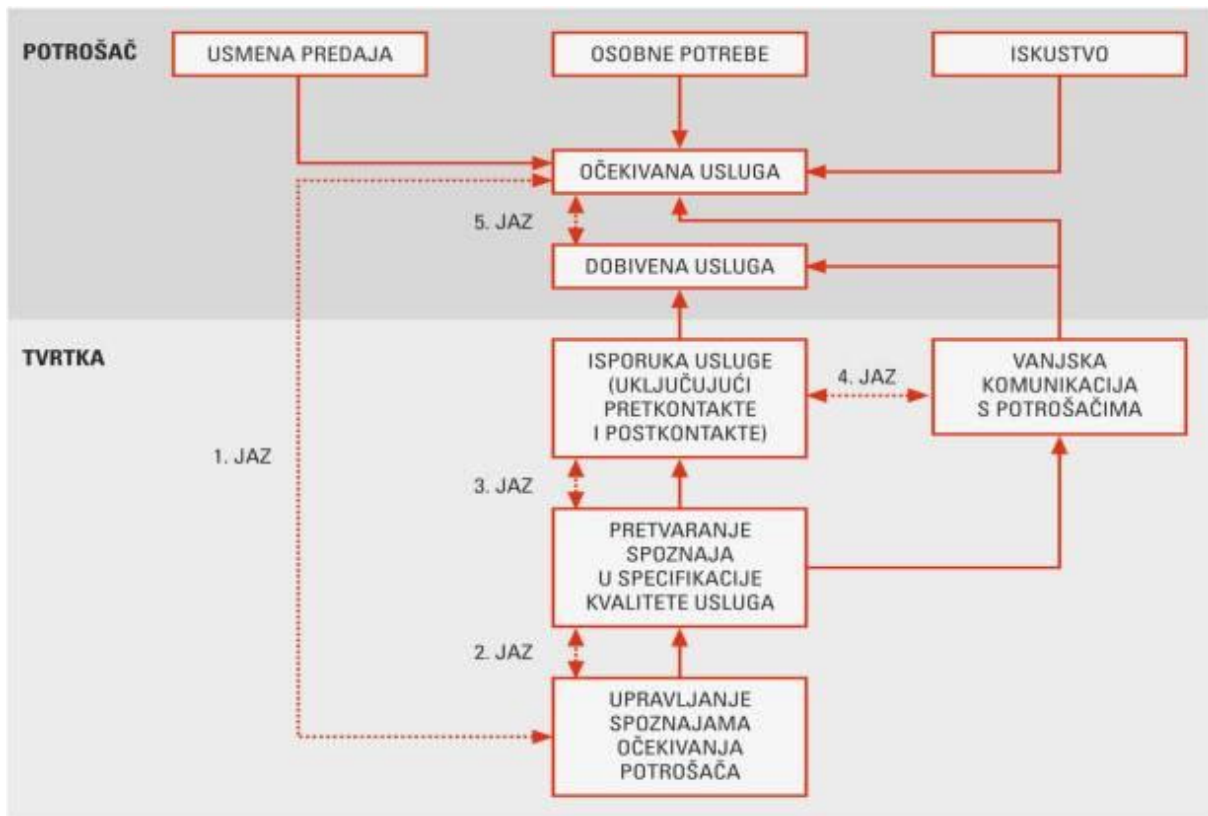 POTROŠAČ
USMENA PREDAJA
OSOBNE POTREBE
ISKUSTVO
OČEKIVANA USLUGA
5. JAZ
DOBIVENA USLUGA
TVRTKA
ISPORUKA USLUGE
(UKLJUČUJUĆI
PRETKONTAKTE
I POSTKONTAKTE)
4. JAZ
VANJSKA
KOMUNIKACIJA
S POTROŠAČIMA
1. JAZ
3. JAZ
PRETVARANJE
SPOZNAJA
U SPECIFIKACIJE
KVALITETE USLUGA
2. JAZ
UPRAVLJANJE
SPOZNAJAMA
OČEKIVANJA
POTROŠAČA